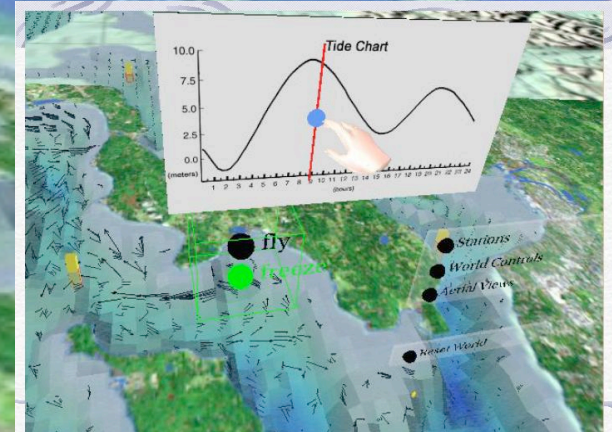 Tide Chart
10.0
7.5
5.0
2.5
0.0
(meters)
1 2 3 4 5 6 7 8 9 10 11 12 13 14 15 16 17 18 19 20 21 22 23 24
(hours)
fly
freeze
Stations
World Controls
Aerial Views
Reset World